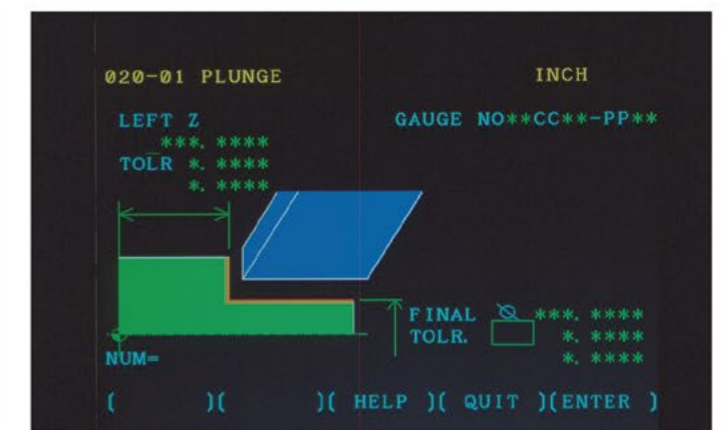 020-01 PLUNGE INCH
LEFT Z GAUGE NO**CC**-PP**
***. ****
TOLR *. ****
*. ****
FINAL ⌀ ***. ****
TOLR. *. ****
*. ****
NUM=
( )( )( HELP )( QUIT )(ENTER )